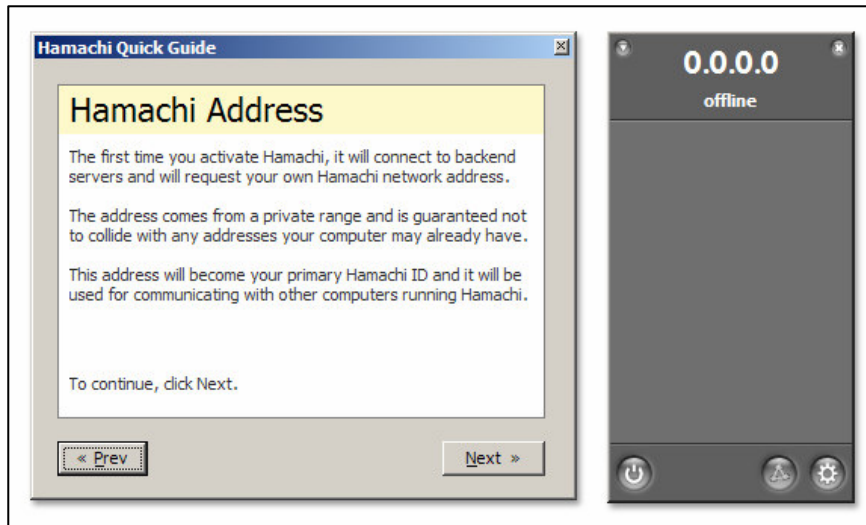 Hamachi Quick Guide
Hamachi Address
The first time you activate Hamachi, it will connect to backend
servers and will request your own Hamachi network address.
The address comes from a private range and is guaranteed not
to collide with any addresses your computer may already have.
This address will become your primary Hamachi ID and it will be
used for communicating with other computers running Hamachi.
To continue, click Next.
« Prev
Next »
0.0.0.0
offline